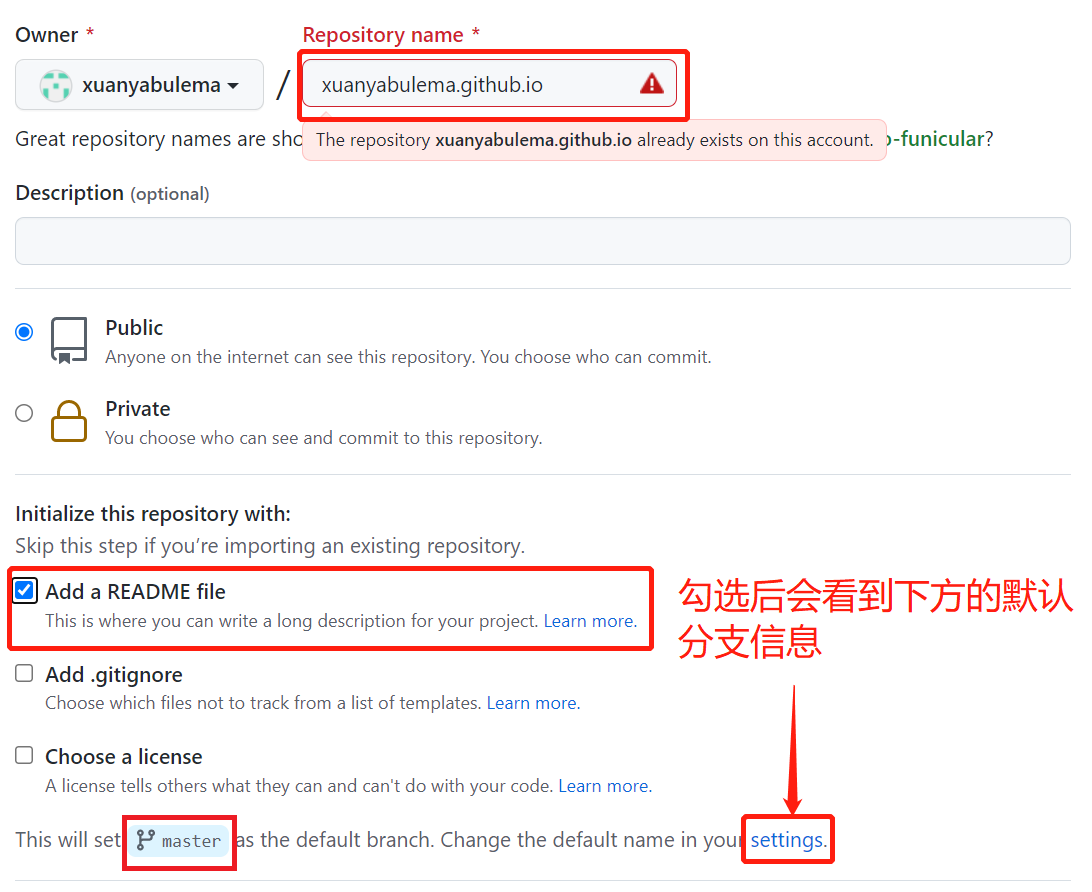 Owner * Repository name *
xuanyabulema / xuanyabulema.github.io
Great repository names are sho -funicular?
The repository xuanyabulema.github.io already exists on this account.
Description (optional)
Public
Anyone on the internet can see this repository. You choose who can commit.
Private
You choose who can see and commit to this repository.
Initialize this repository with:
Skip this step if you’re importing an existing repository.
Add a README file
This is where you can write a long description for your project. Learn more.
勾选后会看到下方的默认
分支信息
Add .gitignore
Choose which files not to track from a list of templates. Learn more.
Choose a license
A license tells others what they can and can't do with your code. Learn more.
This will set master as the default branch. Change the default name in your settings.